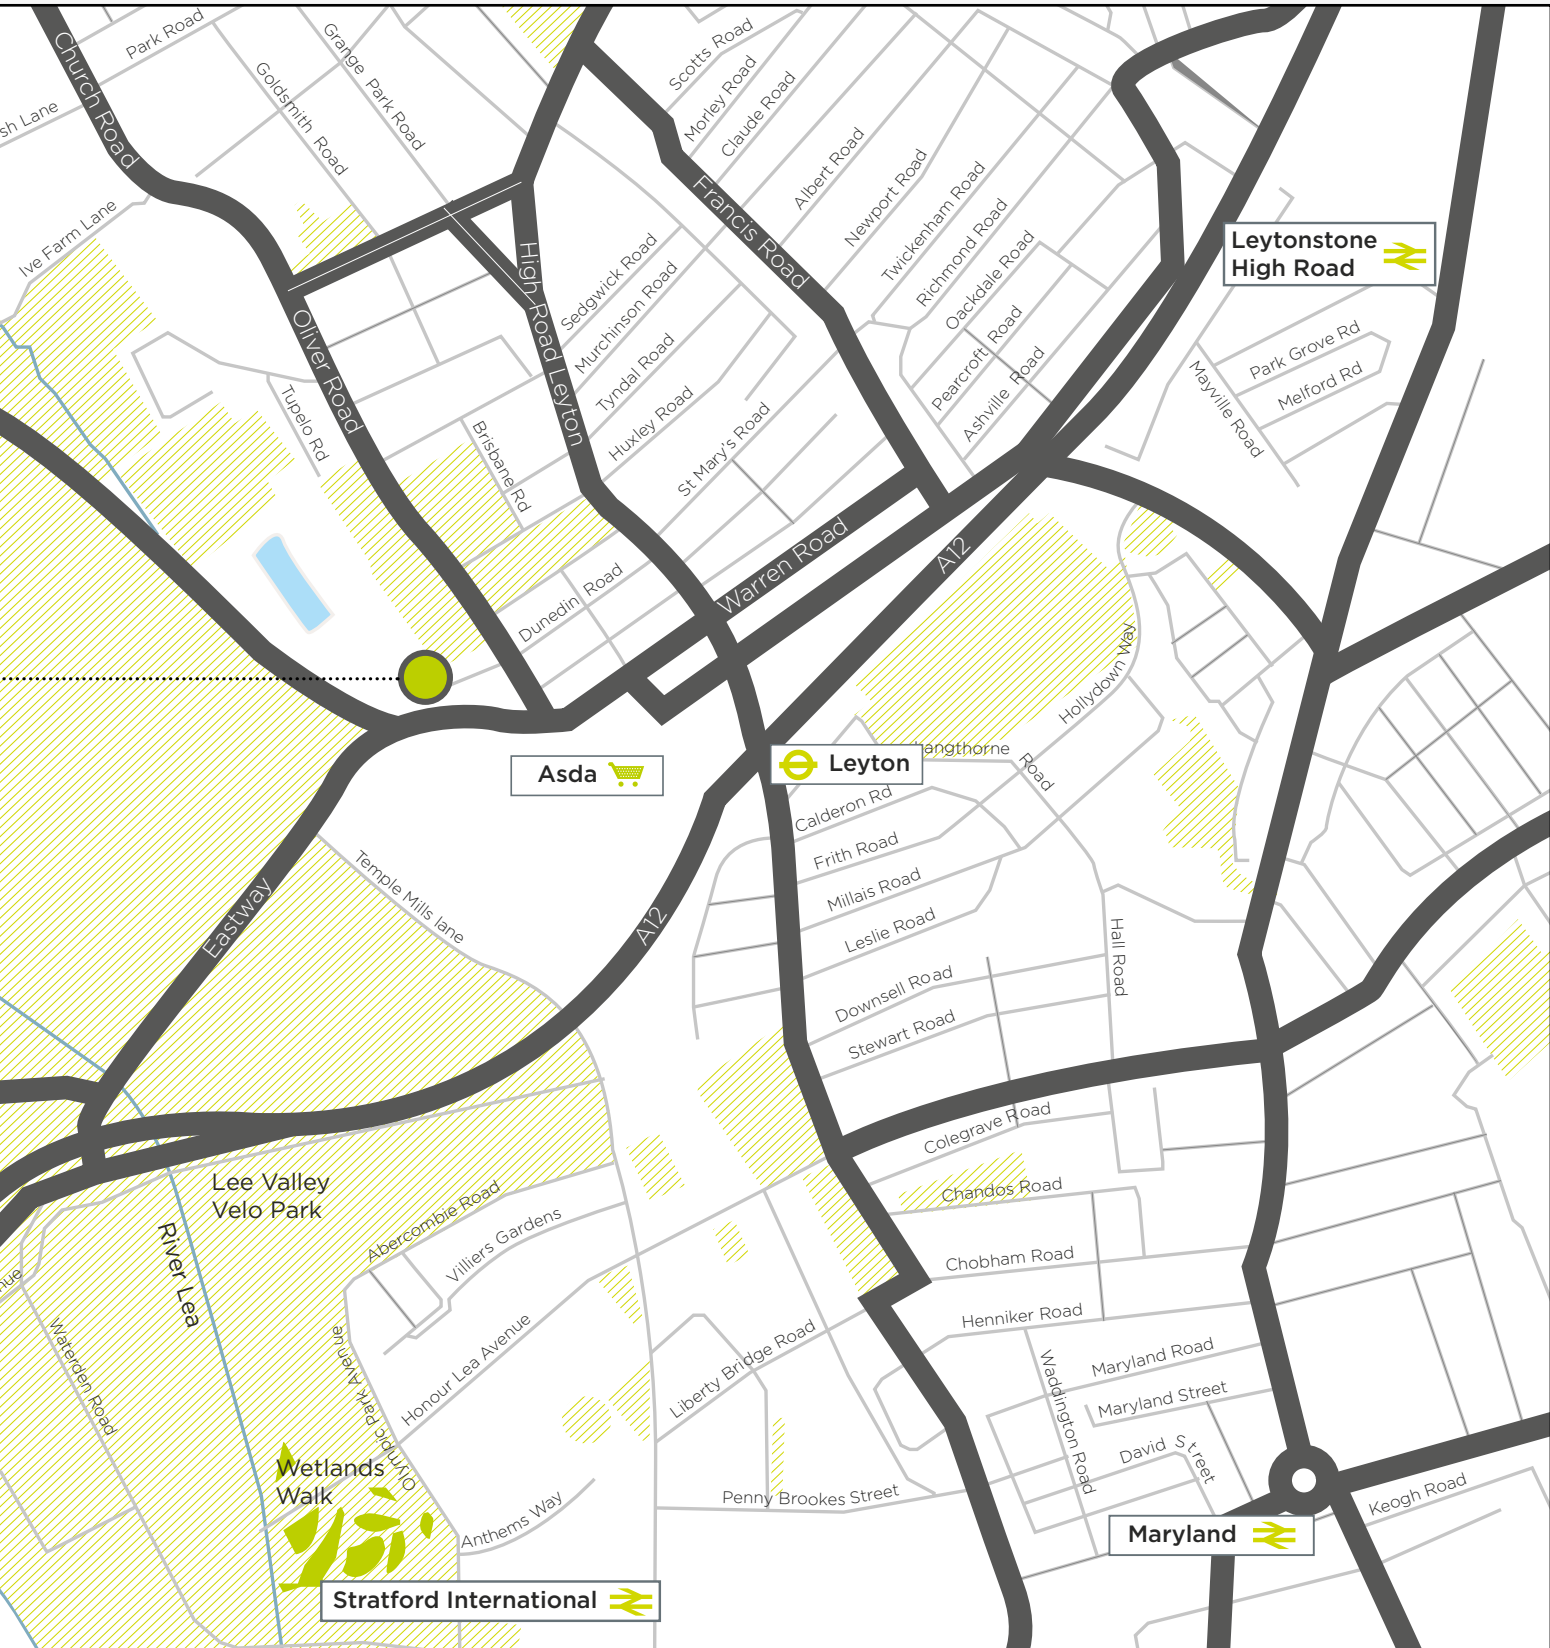 Park Road
Church Road
Grange Park Road
Goldsmith Road
Scotts Road
Morley Road
Claude Road
sh Lane
Albert Road
Newport Road
Twickenham Road
Richmond Road
Oackdale Road
Francis Road
Ive Farm Lane
Leytonstone
High Road
High Road Leyton
Sedgwick Road
Murchinson Road
Tyndal Road
Huxley Road
St Mary's Road
Pearcroft Road
Ashville Road
Park Grove Rd
Melford Rd
Mayville Road
Oliver Road
Tupelo Rd
Brisbane Rd
Warren Road
A12
Dunedin Road
Hollydown Way
Asda
Leyton
Langthorne Road
Calderon Rd
Frith Road
Millais Road
Leslie Road
Temple Mills lane
Eastway
A12
Hall Road
Downsell Road
Stewart Road
Colegrave Road
Lee Valley
Velo Park
Chandos Road
Abercombie Road
Villiers Gardens
River Lea
Chobham Road
nue
Henniker Road
Waterden Road
Olympic Park Avenue
Honour Lea Avenue
Liberty Bridge Road
Maryland Road
Waddington Road
Maryland Street
David Street
Wetlands
Walk
Penny Brookes Street
Keogh Road
Anthems Way
Maryland
Stratford International